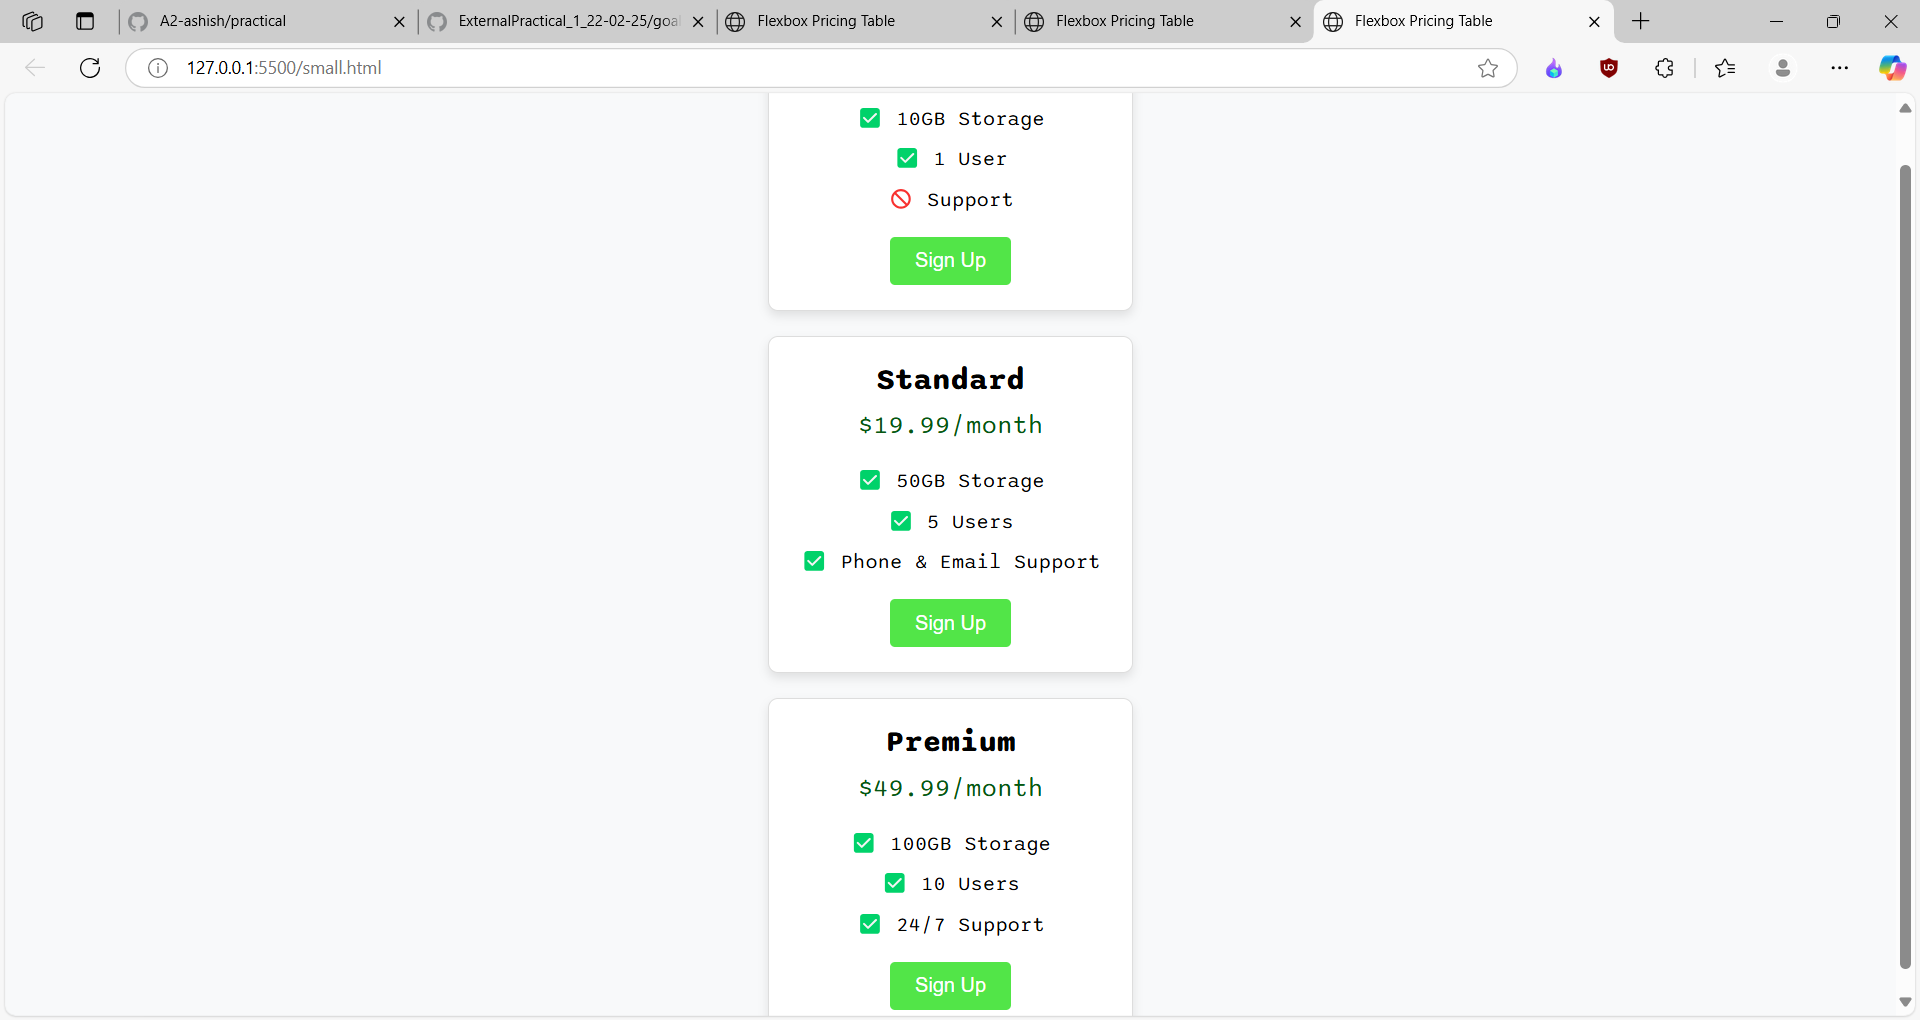 A2-ashish/practical
ExternalPractical_1_22-02-25/goal
Flexbox Pricing Table
Flexbox Pricing Table
Flexbox Pricing Table
127.0.0.1:5500/small.html
10GB Storage
1 User
Support
Sign Up
Standard
$19.99/month
50GB Storage
5 Users
Phone & Email Support
Sign Up
Premium
$49.99/month
100GB Storage
10 Users
24/7 Support
Sign Up